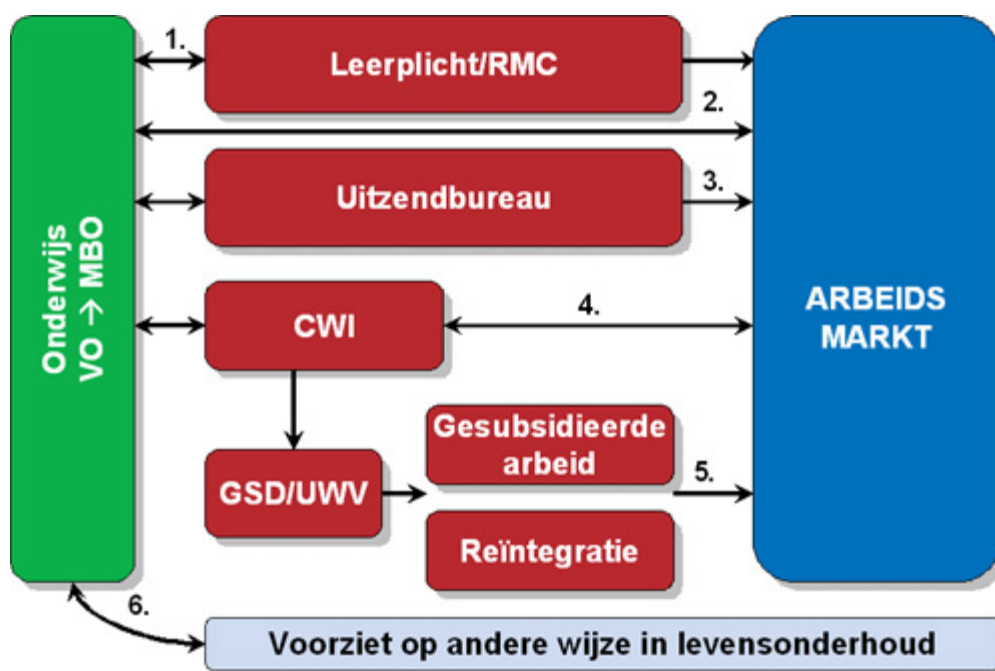 Onderwijs
VO → MBO
1.
Leerplicht/RMC
2.
Uitzendbureau
3.
CWI
4.
ARBEIDS
MARKT
GSD/UWV
Gesubsidieerde
arbeid
Reïntegratie
5.
6.
Voorziet op andere wijze in levensonderhoud